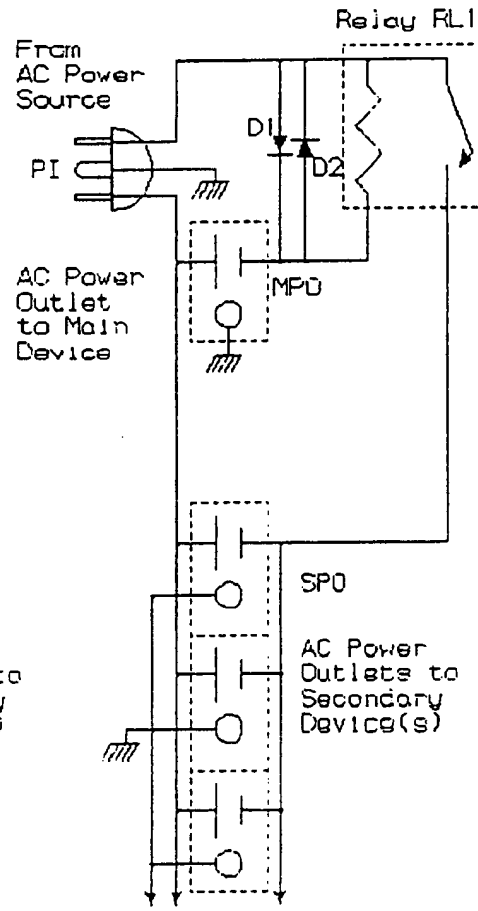 Relay RL1
From
AC Power
Source
D1
D2
PI
MPO
AC Power
Outlet
to Main
Device
SPO
AC Power
Outlets to
Secondary
Device(s)
to